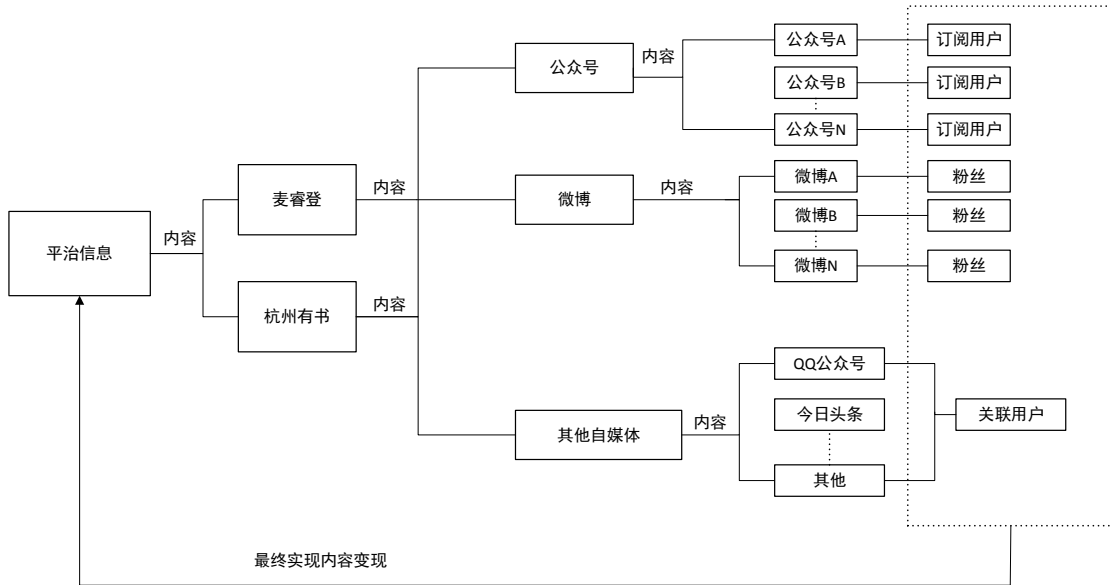 公众号A
订阅用户
内容
公众号
公众号B
订阅用户
公众号N
订阅用户
麦睿登
内容
微博
内容
微博A
粉丝
微博B
粉丝
微博N
粉丝
平治信息
内容
杭州有书
内容
QQ公众号
今日头条
关联用户
其他自媒体
内容
其他
最终实现内容变现